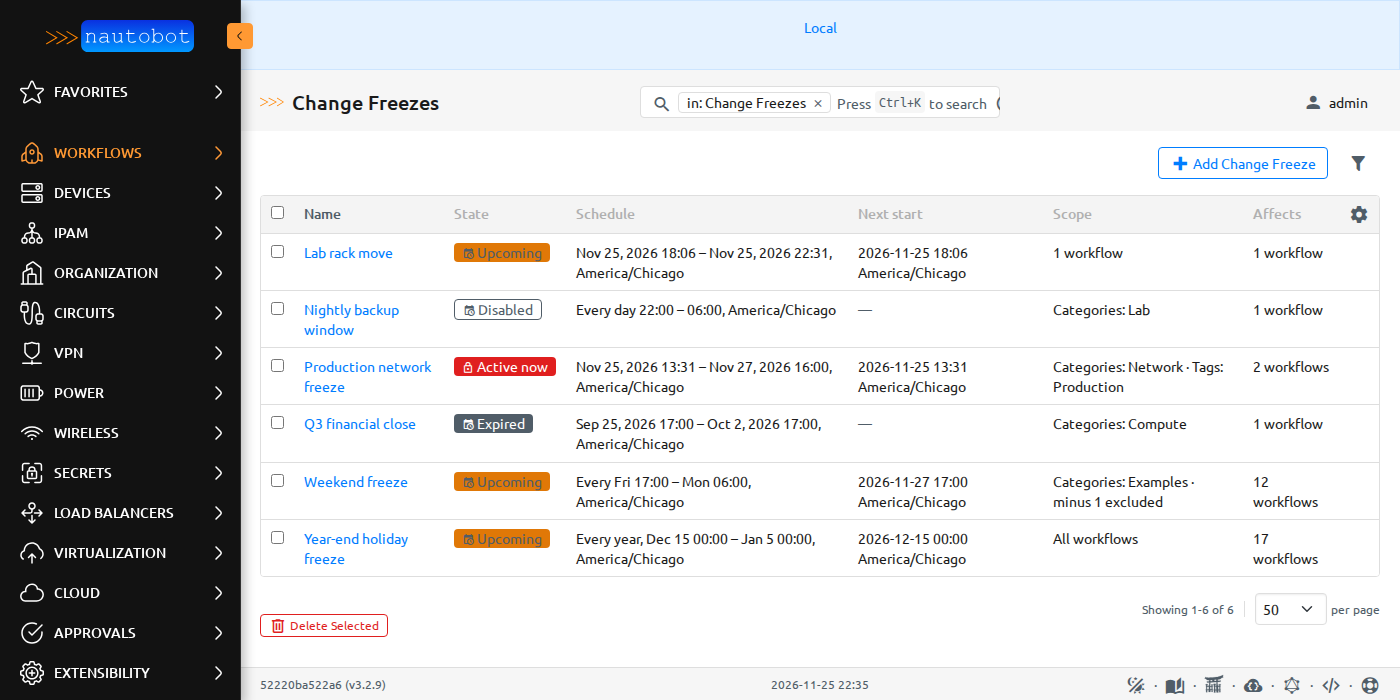 >>> nautobot
Local
FAVORITES
WORKFLOWS
DEVICES
IPAM
ORGANIZATION
CIRCUITS
VPN
POWER
WIRELESS
SECRETS
LOAD BALANCERS
VIRTUALIZATION
CLOUD
APPROVALS
EXTENSIBILITY
>>> Change Freezes
in: Change Freezes × Press Ctrl+K to search
admin
Add Change Freeze
Name State Schedule Next start Scope Affects
Lab rack move Upcoming Nov 25, 2026 18:06 – Nov 25, 2026 22:31, 2026-11-25 18:06 1 workflow 1 workflow
America/Chicago America/Chicago
Nightly backup Disabled Every day 22:00 – 06:00, America/Chicago — Categories: Lab 1 workflow
window
Production network Active now Nov 25, 2026 13:31 – Nov 27, 2026 16:00, 2026-11-25 13:31 Categories: Network · Tags: 2 workflows
freeze America/Chicago America/Chicago Production
Q3 financial close Expired Sep 25, 2026 17:00 – Oct 2, 2026 17:00, — Categories: Compute 1 workflow
America/Chicago
Weekend freeze Upcoming Every Fri 17:00 – Mon 06:00, 2026-11-27 17:00 Categories: Examples · 12
America/Chicago America/Chicago minus 1 excluded workflows
Year-end holiday Upcoming Every year, Dec 15 00:00 – Jan 5 00:00, 2026-12-15 00:00 All workflows 17
freeze America/Chicago America/Chicago workflows
Delete Selected
Showing 1-6 of 6 50 per page
52220ba522a6 (v3.2.9) 2026-11-25 22:35